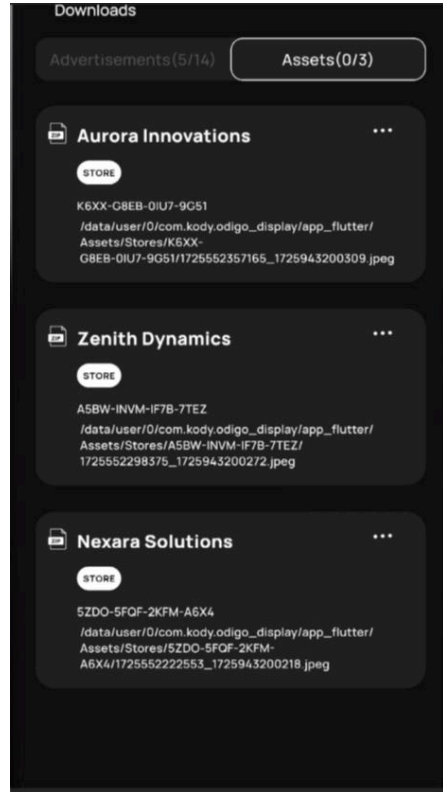 Downloads
Advertisements(5/14)
Assets(0/3)
ZIP
Aurora Innovations
STORE
K6XX-G8EB-0IU7-9G51
/data/user/0/com.kody.odigo_display/app_flutter/
Assets/Stores/K6XX-
G8EB-0IU7-9G51/1725552357165_1725943200309.jpeg
ZIP
Zenith Dynamics
STORE
A5BW-INVM-IF7B-7TEZ
/data/user/0/com.kody.odigo_display/app_flutter/
Assets/Stores/A5BW-INVM-IF7B-7TEZ/
1725552298375_1725943200272.jpeg
ZIP
Nexara Solutions
STORE
5ZDO-5FQF-2KFM-A6X4
/data/user/0/com.kody.odigo_display/app_flutter/
Assets/Stores/5ZDO-5FQF-2KFM-
A6X4/1725552222553_1725943200218.jpeg